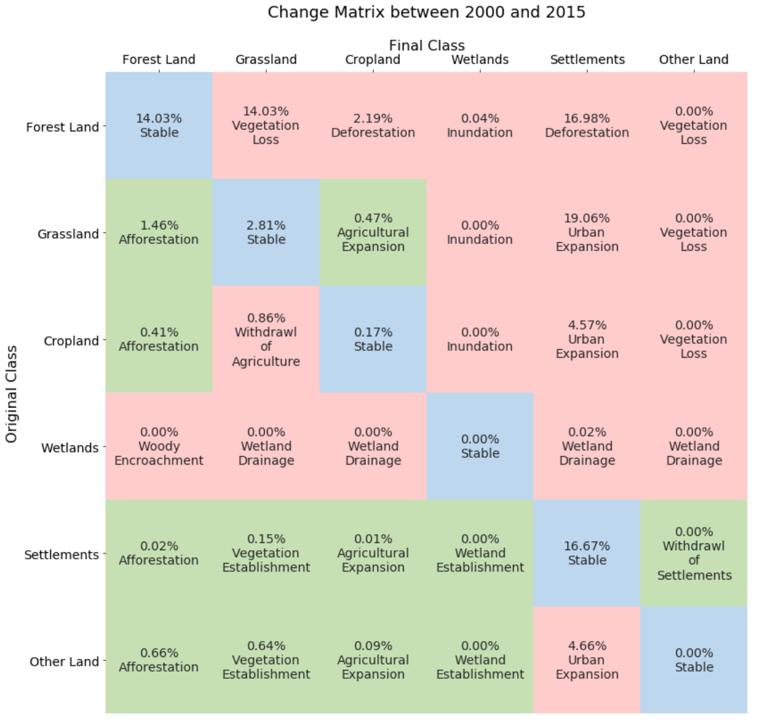 Change Matrix between 2000 and 2015
Final Class
Forest Land Grassland Cropland Wetlands Settlements Other Land
Original Class
Forest Land
14.03%
Stable
14.03%
Vegetation
Loss
2.19%
Deforestation
0.04%
Inundation
16.98%
Deforestation
0.00%
Vegetation
Loss
Grassland
1.46%
Afforestation
2.81%
Stable
0.47%
Agricultural
Expansion
0.00%
Inundation
19.06%
Urban
Expansion
0.00%
Vegetation
Loss
Cropland
0.41%
Afforestation
0.86%
Withdrawl
of
Agriculture
0.17%
Stable
0.00%
Inundation
4.57%
Urban
Expansion
0.00%
Vegetation
Loss
Wetlands
0.00%
Woody
Encroachment
0.00%
Wetland
Drainage
0.00%
Wetland
Drainage
0.00%
Stable
0.02%
Wetland
Drainage
0.00%
Wetland
Drainage
Settlements
0.02%
Afforestation
0.15%
Vegetation
Establishment
0.01%
Agricultural
Expansion
0.00%
Wetland
Establishment
16.67%
Stable
0.00%
Withdrawl
of
Settlements
Other Land
0.66%
Afforestation
0.64%
Vegetation
Establishment
0.09%
Agricultural
Expansion
0.00%
Wetland
Establishment
4.66%
Urban
Expansion
0.00%
Stable